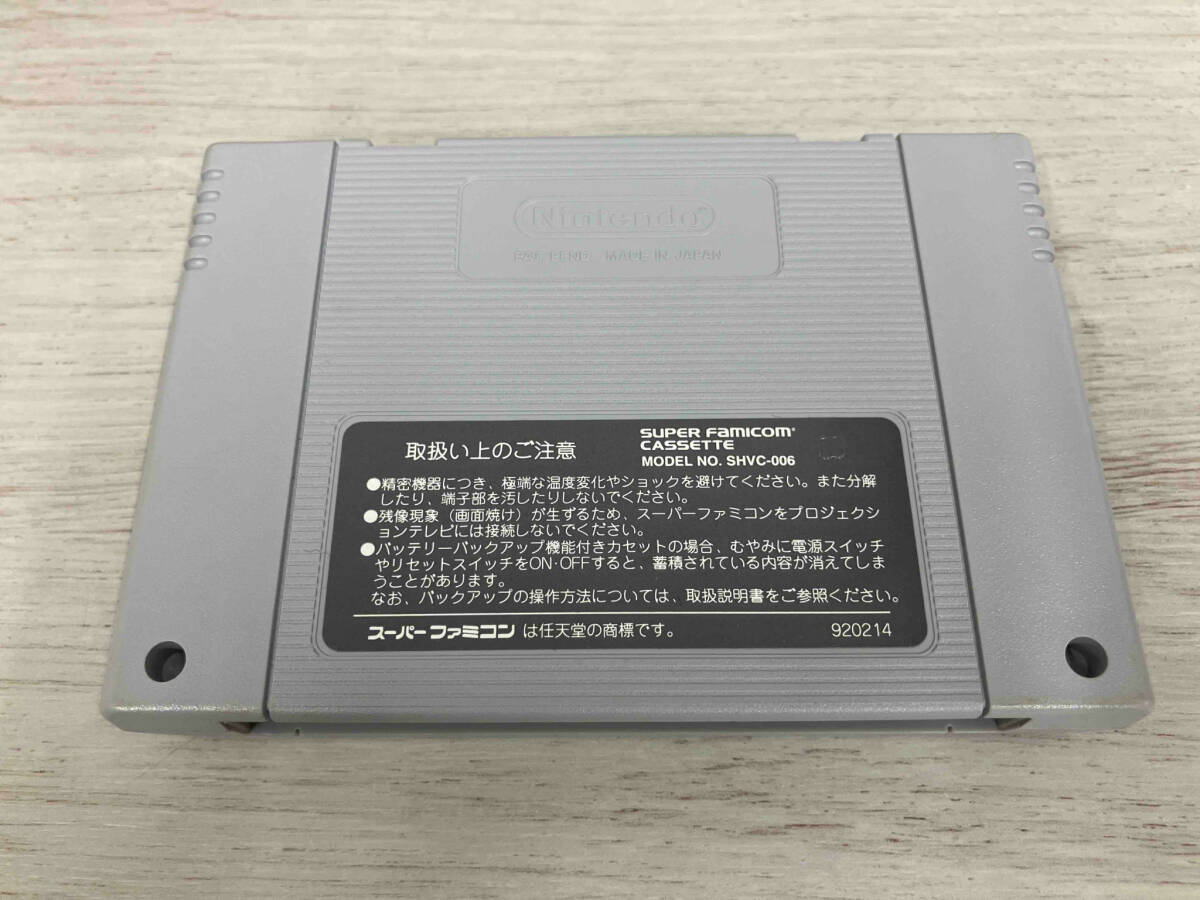 Nintendo
PAT. PEND. MADE IN JAPAN
取扱い上のご注意
SUPER FAMICOM
CASSETTE
MODEL NO. SHVC-006
●精密機器につき、極端な温度変化やショックを避けてください。また分解
したり、端子部を汚したりしないでください。
●残像現象（画面焼け）が生ずるため、スーパーファミコンをプロジェクシ
ョンテレビには接続しないでください。
●バッテリーバックアップ機能付きカセットの場合、むやみに電源スイッチ
やリセットスイッチをON・OFFすると、蓄積されている内容が消えてしま
うことがあります。
なお、バックアップの操作方法については、取扱説明書をご参照ください。
スーパーファミコン は任天堂の商標です。
920214